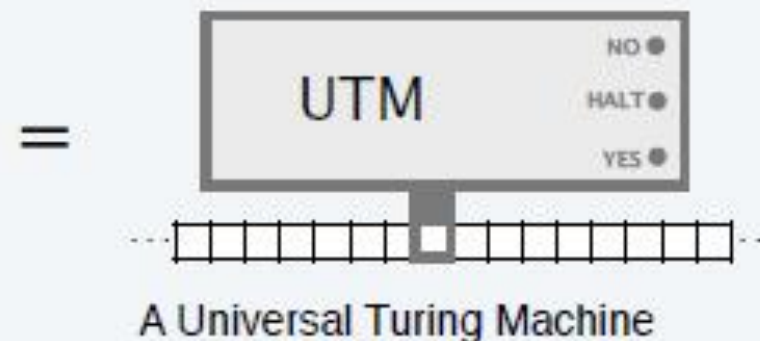 NO
=
UTM
HALT
YES
A Universal Turing Machine